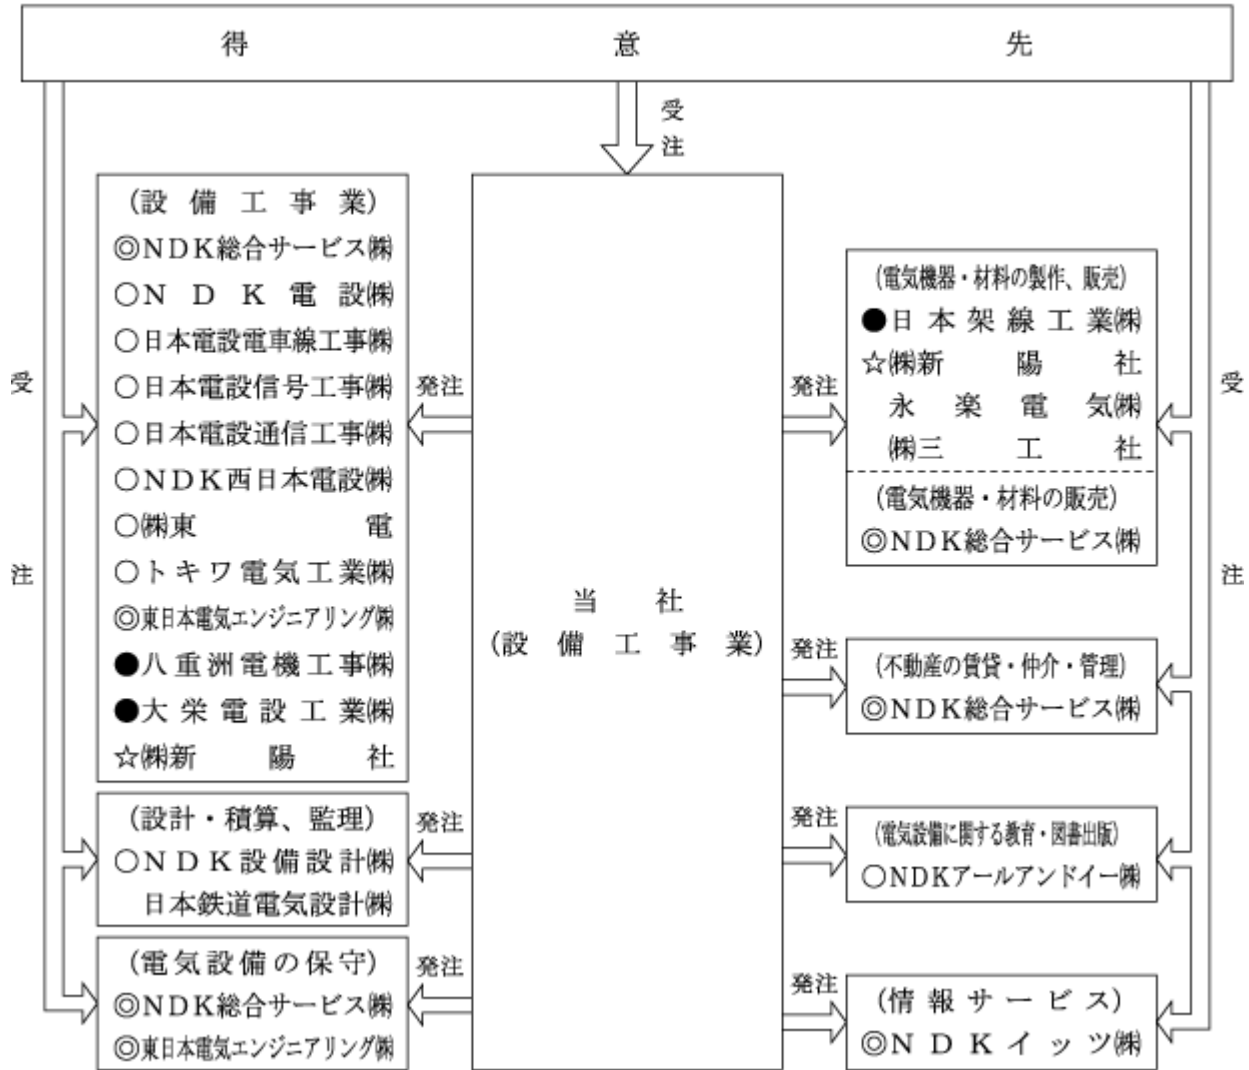 得意先
受注
受注
受注
(設備工事業)
◎NDK総合サービス㈱
○NDK電設㈱
○日本電設電車線工事㈱
○日本電設信号工事㈱
○日本電設通信工事㈱
○NDK西日本電設㈱
○㈱東電
○トキワ電気工業㈱
◎東日本電気エンジニアリング㈱
●八重洲電機工事㈱
●大栄電設工業㈱
☆㈱新陽社
発注
(設計・積算、監理)
○NDK設備設計㈱
日本鉄道電気設計㈱
発注
(電気設備の保守)
◎NDK総合サービス㈱
◎東日本電気エンジニアリング㈱
発注
当社
(設備工事業)
発注
(電気機器・材料の製作、販売)
●日本架線工業㈱
☆㈱新陽社
永楽電気㈱
㈱三工社
(電気機器・材料の販売)
◎NDK総合サービス㈱
発注
(不動産の賃貸・仲介・管理)
◎NDK総合サービス㈱
発注
(電気設備に関する教育・図書出版)
○NDKアールアンドイー㈱
発注
(情報サービス)
◎NDKイッツ㈱